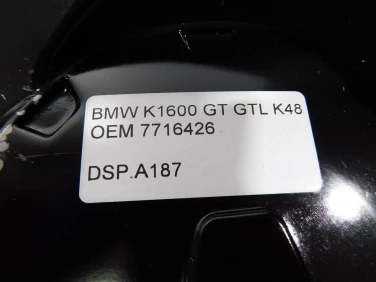 BMW K1600 GT GTL K48
OEM 7716426
DSP.A187